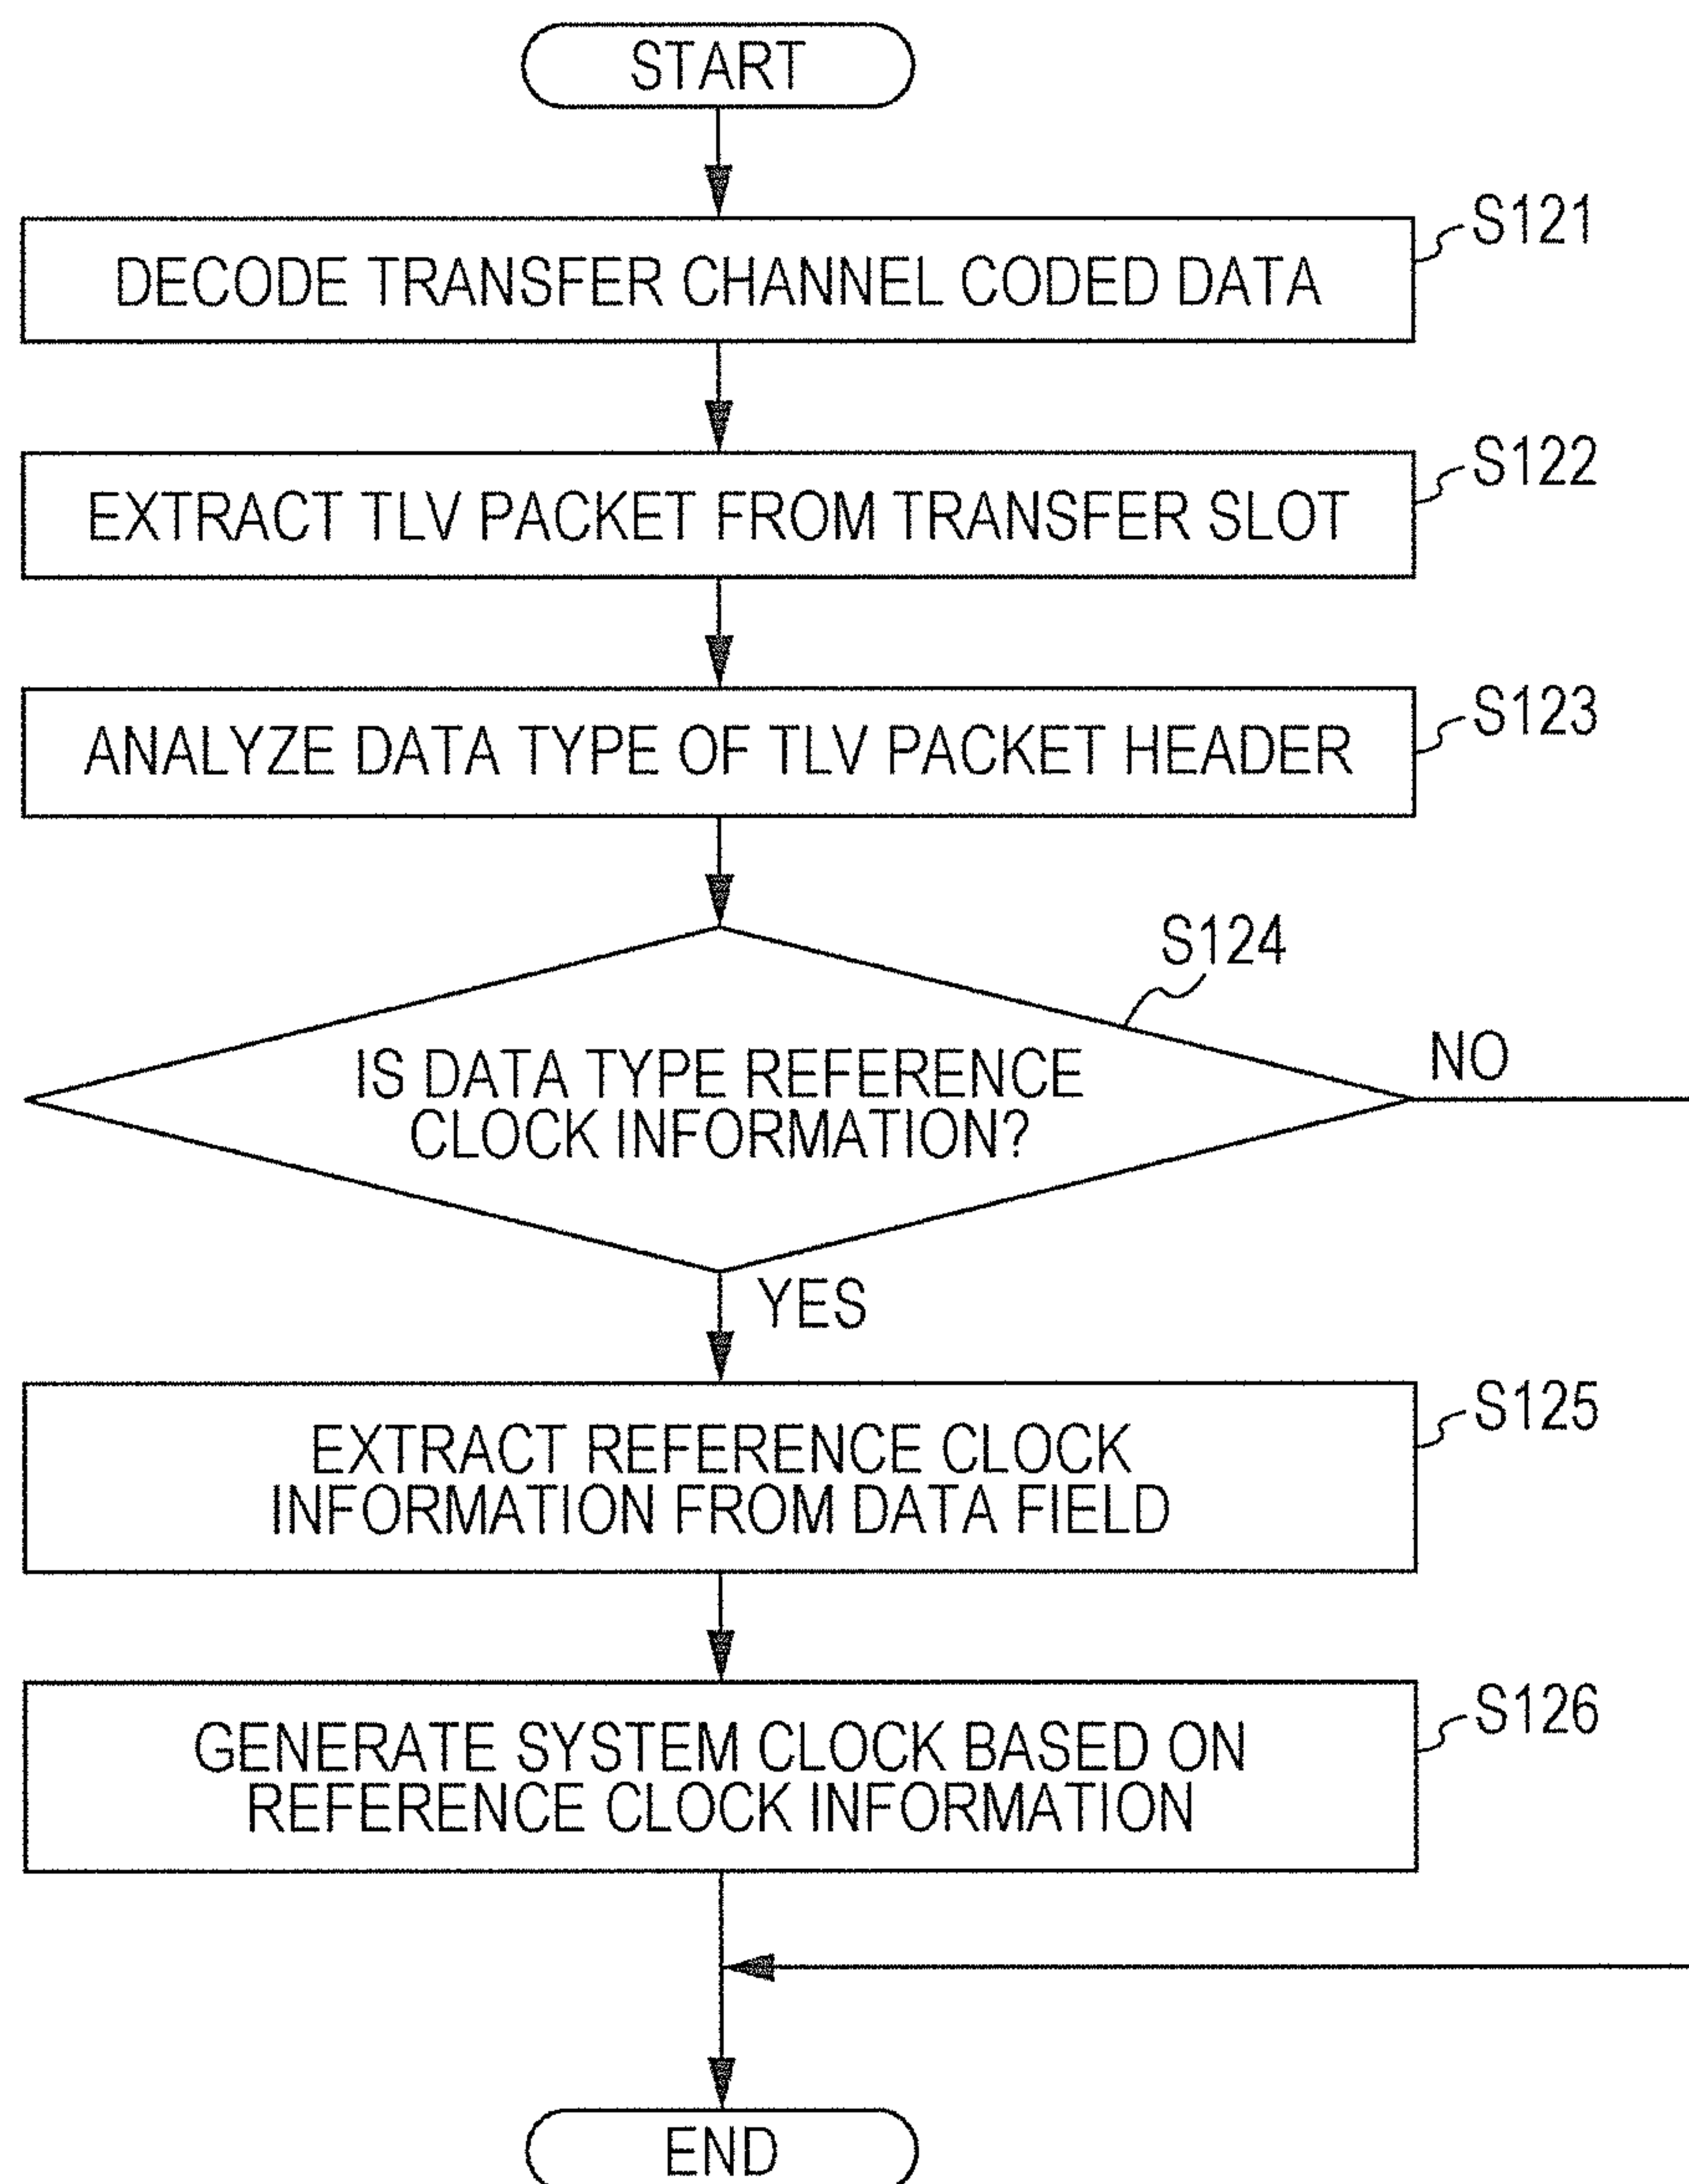 START
S121
DECODE TRANSFER CHANNEL CODED DATA
S122
EXTRACT TLV PACKET FROM TRANSFER SLOT
S123
ANALYZE DATA TYPE OF TLV PACKET HEADER
S124
NO
IS DATA TYPE REFERENCE
CLOCK INFORMATION?
YES
S125
EXTRACT REFERENCE CLOCK
INFORMATION FROM DATA FIELD
S126
GENERATE SYSTEM CLOCK BASED ON
REFERENCE CLOCK INFORMATION
END